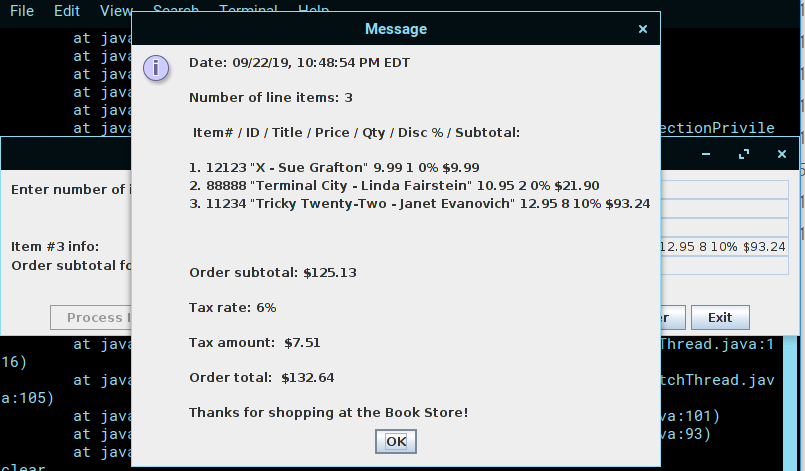 File Edit View Search Terminal Help
Message
at java
at java
at java
at java
at java
at java
ectionPrivile
Date: 09/22/19, 10:48:54 PM EDT
Number of line items: 3
Item# / ID / Title / Price / Qty / Disc % / Subtotal:
1. 12123 "X - Sue Grafton" 9.99 1 0% $9.99
2. 88888 "Terminal City - Linda Fairstein" 10.95 2 0% $21.90
3. 11234 "Tricky Twenty-Two - Janet Evanovich" 12.95 8 10% $93.24
Order subtotal: $125.13
Tax rate: 6%
Tax amount: $7.51
Order total: $132.64
Thanks for shopping at the Book Store!
OK
Enter number of i
Item #3 info:
12.95 8 10% $93.24
Order subtotal fo
Process I
er
Exit
at java
Thread.java:1
16)
at java
tchThread.jav
a:105)
at java
va:101)
at java
va:93)
at java
clear